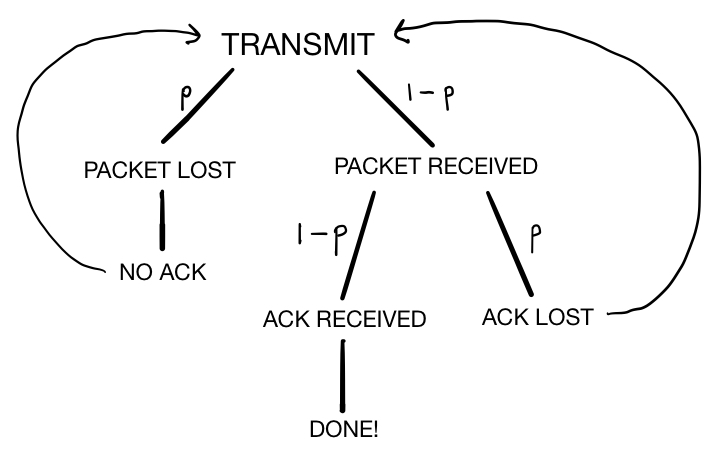 TRANSMIT
p
1-p
PACKET LOST
PACKET RECEIVED
1-p
p
NO ACK
ACK RECEIVED
ACK LOST
DONE!